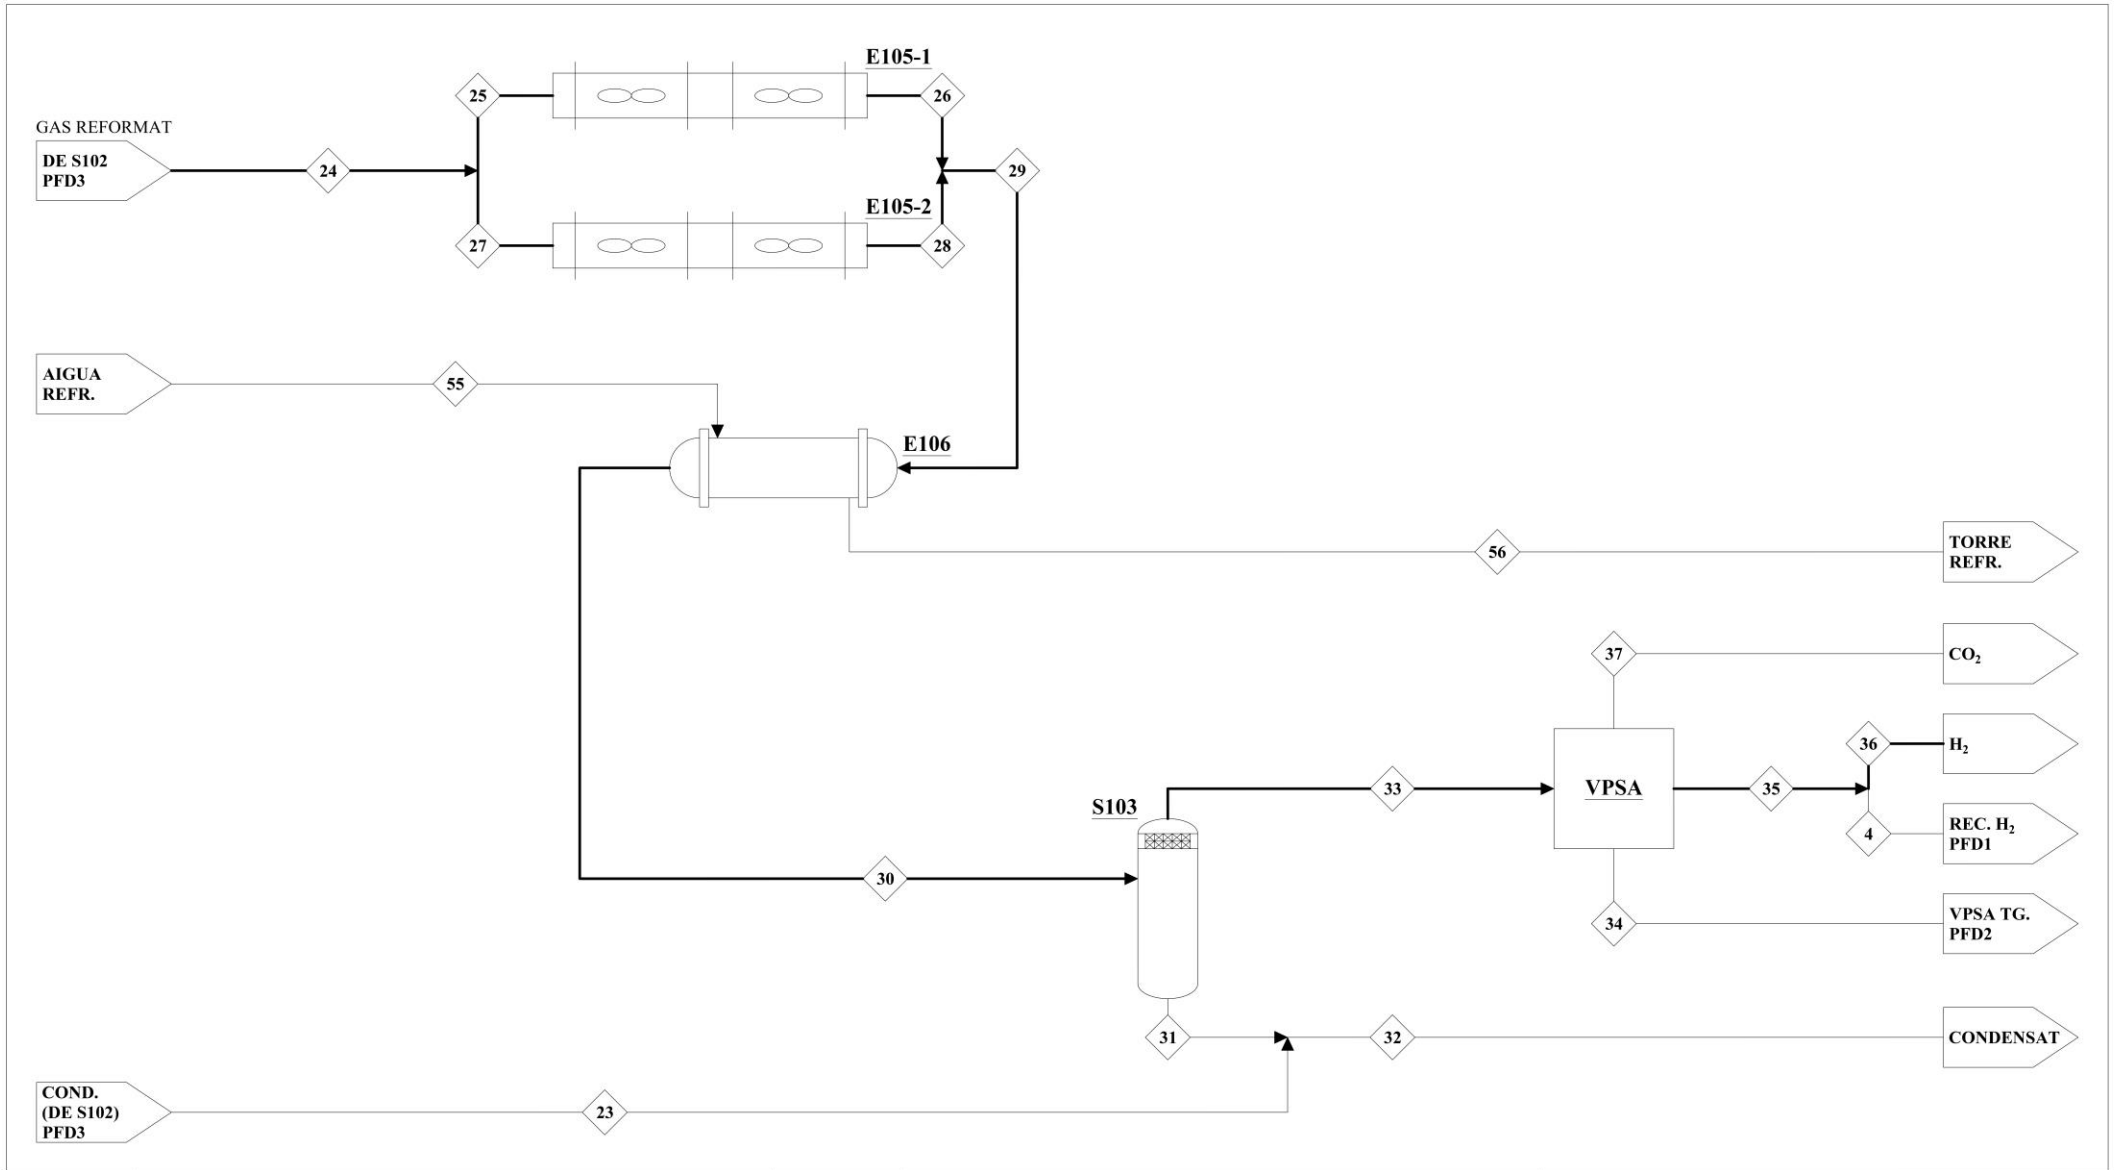 E105-1
25
26
GAS REFORMAT
DE S102
PFD3
24
29
E105-2
27
28
AIGUA
REFR.
55
E106
56
TORRE
REFR.
37
CO₂
36
H₂
VPSA
33
35
S103
4
REC. H₂
PFD1
30
34
VPSA TG.
PFD2
31
32
CONDENSAT
COND.
(DE S102)
PFD3
23